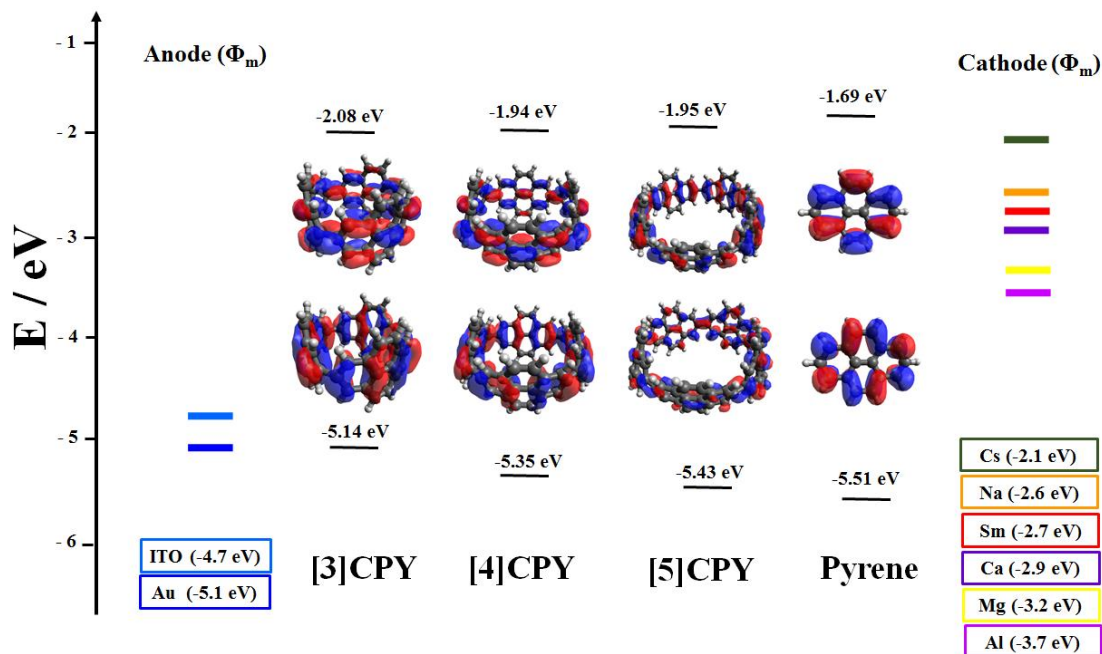 E / eV
- 1
- 2
- 3
- 4
- 5
- 6
Anode (Φm)
Cathode (Φm)
-2.08 eV
-1.94 eV
-1.95 eV
-1.69 eV
-5.14 eV
-5.35 eV
-5.43 eV
-5.51 eV
ITO (-4.7 eV)
Au (-5.1 eV)
[3]CPY
[4]CPY
[5]CPY
Pyrene
Cs (-2.1 eV)
Na (-2.6 eV)
Sm (-2.7 eV)
Ca (-2.9 eV)
Mg (-3.2 eV)
Al (-3.7 eV)